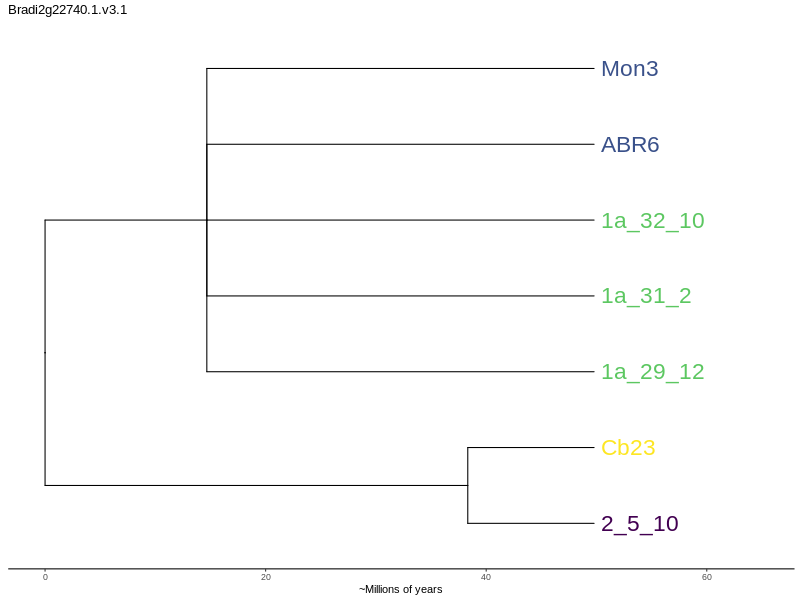 Bradi2g22740.1.v3.1
Mon3
ABR6
1a_32_10
1a_31_2
1a_29_12
Cb23
2_5_10
0 20 40 60
~Millions of years